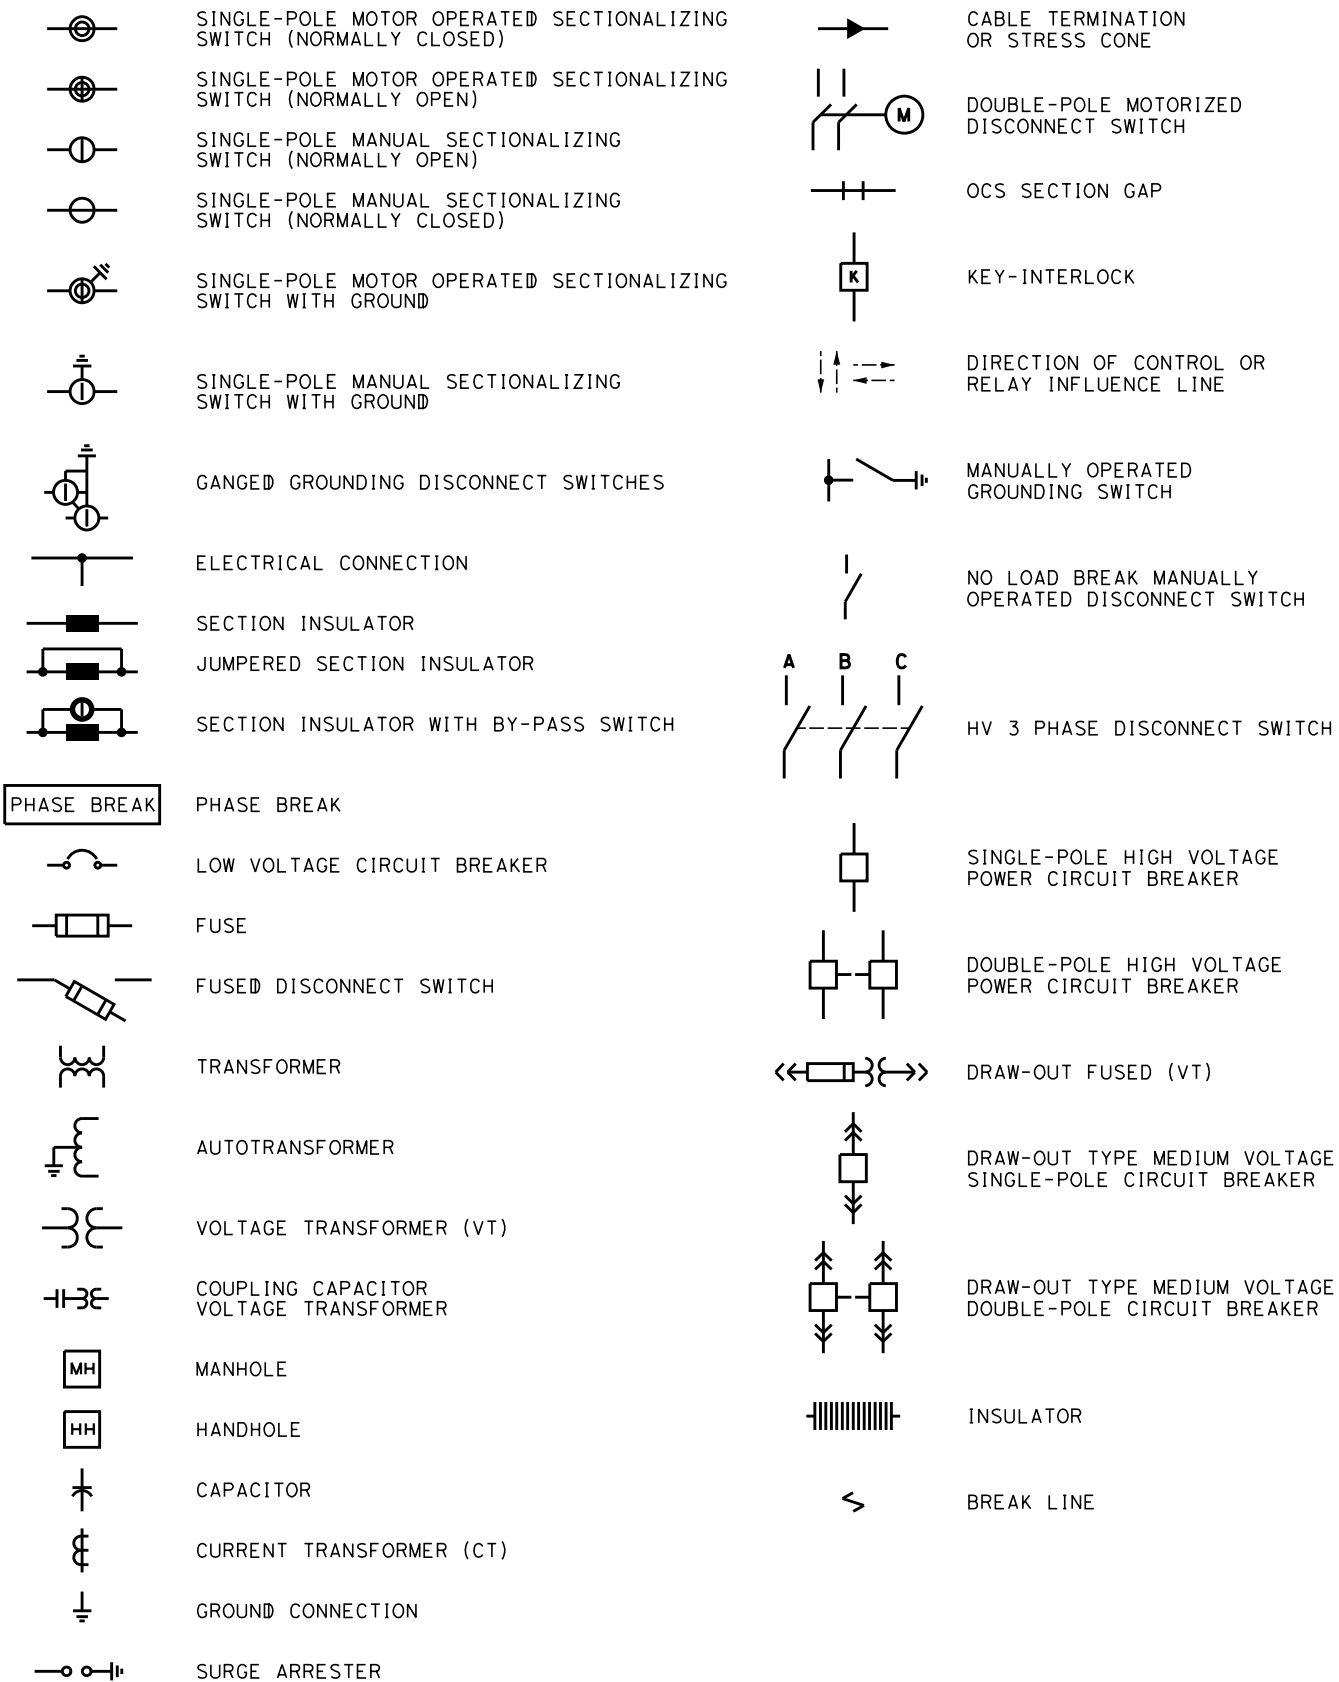 SINGLE-POLE MOTOR OPERATED SECTIONALIZING
SWITCH (NORMALLY CLOSED)
SINGLE-POLE MOTOR OPERATED SECTIONALIZING
SWITCH (NORMALLY OPEN)
SINGLE-POLE MANUAL SECTIONALIZING
SWITCH (NORMALLY OPEN)
SINGLE-POLE MANUAL SECTIONALIZING
SWITCH (NORMALLY CLOSED)
SINGLE-POLE MOTOR OPERATED SECTIONALIZING
SWITCH WITH GROUND
SINGLE-POLE MANUAL SECTIONALIZING
SWITCH WITH GROUND
GANGED GROUNDING DISCONNECT SWITCHES
ELECTRICAL CONNECTION
SECTION INSULATOR
JUMPERED SECTION INSULATOR
SECTION INSULATOR WITH BY-PASS SWITCH
PHASE BREAK
PHASE BREAK
LOW VOLTAGE CIRCUIT BREAKER
FUSE
FUSED DISCONNECT SWITCH
TRANSFORMER
AUTOTRANSFORMER
VOLTAGE TRANSFORMER (VT)
COUPLING CAPACITOR
VOLTAGE TRANSFORMER
MH
MANHOLE
HH
HANDHOLE
CAPACITOR
CURRENT TRANSFORMER (CT)
GROUND CONNECTION
SURGE ARRESTER
CABLE TERMINATION
OR STRESS CONE
M
DOUBLE-POLE MOTORIZED
DISCONNECT SWITCH
OCS SECTION GAP
K
KEY-INTERLOCK
DIRECTION OF CONTROL OR
RELAY INFLUENCE LINE
MANUALLY OPERATED
GROUNDING SWITCH
NO LOAD BREAK MANUALLY
OPERATED DISCONNECT SWITCH
A B C
HV 3 PHASE DISCONNECT SWITCH
SINGLE-POLE HIGH VOLTAGE
POWER CIRCUIT BREAKER
DOUBLE-POLE HIGH VOLTAGE
POWER CIRCUIT BREAKER
DRAW-OUT FUSED (VT)
DRAW-OUT TYPE MEDIUM VOLTAGE
SINGLE-POLE CIRCUIT BREAKER
DRAW-OUT TYPE MEDIUM VOLTAGE
DOUBLE-POLE CIRCUIT BREAKER
INSULATOR
BREAK LINE